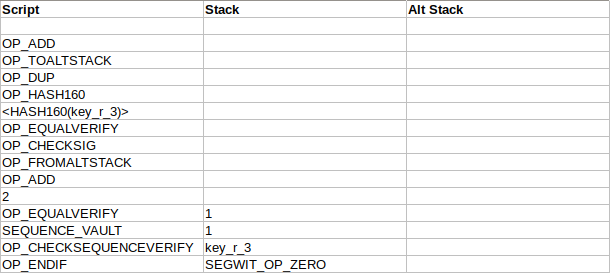 Script Stack Alt Stack
OP_ADD
OP_TOALTSTACK
OP_DUP
OP_HASH160
<HASH160(key_r_3)>
OP_EQUALVERIFY
OP_CHECKSIG
OP_FROMALTSTACK
OP_ADD
2
OP_EQUALVERIFY 1
SEQUENCE_VAULT 1
OP_CHECKSEQUENCEVERIFY key_r_3
OP_ENDIF SEGWIT_OP_ZERO